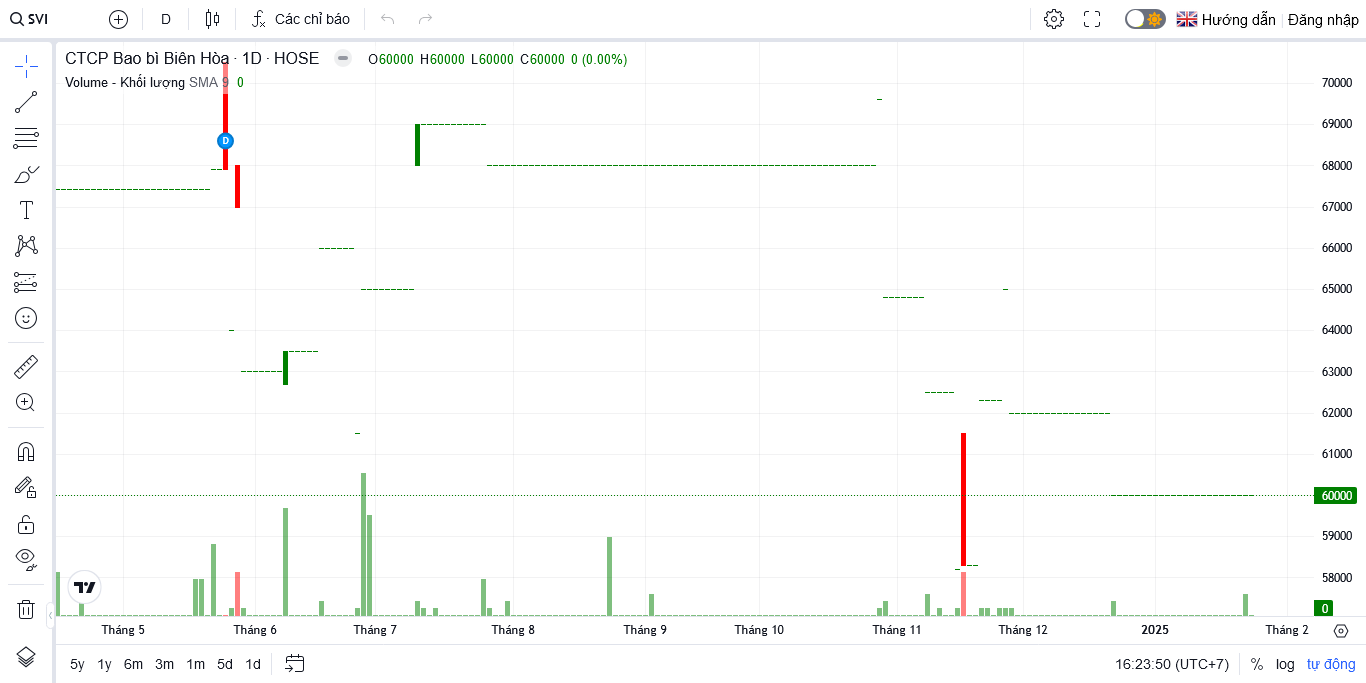 SVI D Các chỉ báo Hướng dẫn Đăng nhập
CTCP Bao bì Biên Hòa · 1D · HOSE O60000 H60000 L60000 C60000 0 (0.00%)
Volume - Khối lượng SMA 9 0
D
70000
69000
68000
67000
66000
65000
64000
63000
62000
61000
60000
59000
58000
0
Tháng 5 Tháng 6 Tháng 7 Tháng 8 Tháng 9 Tháng 10 Tháng 11 Tháng 12 2025 Tháng 2
5y 1y 6m 3m 1m 5d 1d 16:23:50 (UTC+7) % log tự động